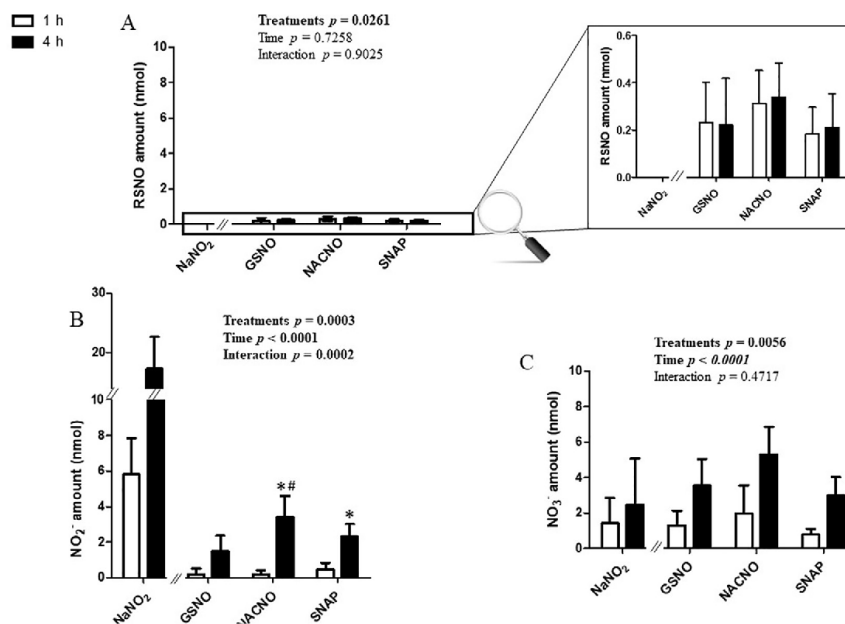 1 h
4 h
A
Treatments p = 0.0261
Time p = 0.7258
Interaction p = 0.9025
RSNO amount (nmol)
10
8
6
4
2
0
NaNO₂
GSNO
NACNO
SNAP
RSNO amount (nmol)
0.6
0.4
0.2
0.0
NaNO₂
GSNO
NACNO
SNAP
B
Treatments p = 0.0003
Time p < 0.0001
Interaction p = 0.0002
NO₂⁻ amount (nmol)
30
20
10
8
6
4
2
0
*#
*
NaNO₂
GSNO
NACNO
SNAP
C
Treatments p = 0.0056
Time p < 0.0001
Interaction p = 0.4717
NO₃⁻ amount (nmol)
10
8
6
4
2
0
NaNO₂
GSNO
NACNO
SNAP